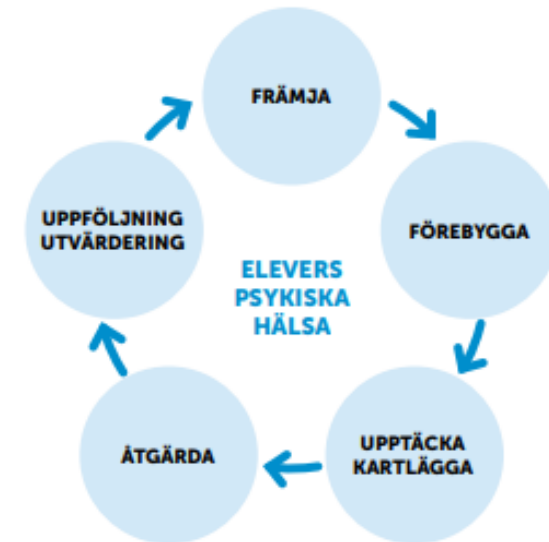 FRÄMJA
FÖREBYGGA
UPPTÄCKA
KARTLÄGGA
ÅTGÄRDA
UPPFÖLJNING
UTVÄRDERING
ELEVERS
PSYKISKA
HÄLSA